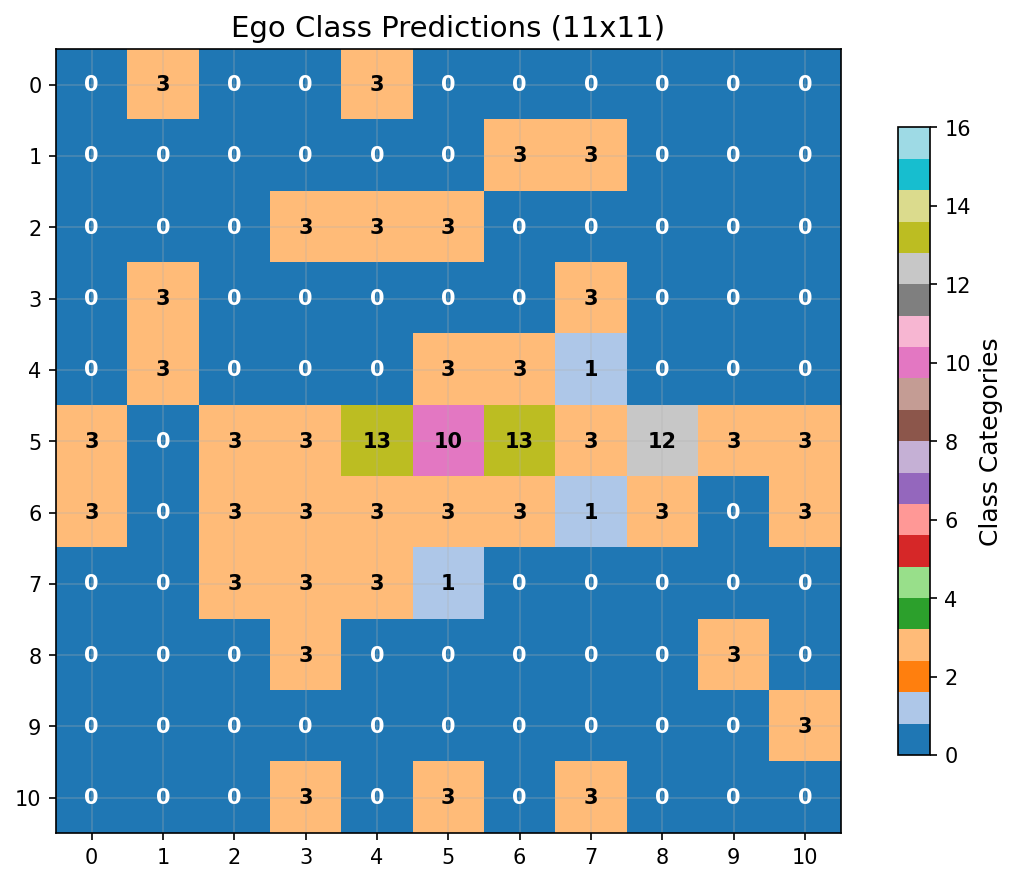 Ego Class Predictions (11x11)
0 0 3 0 0 3 0 0 0 0 0 0
1 0 0 0 0 0 0 3 3 0 0 0
2 0 0 0 3 3 3 0 0 0 0 0
3 0 3 0 0 0 0 0 3 0 0 0
4 0 3 0 0 0 3 3 1 0 0 0
5 3 0 3 3 13 10 13 3 12 3 3
6 3 0 3 3 3 3 3 1 3 0 3
7 0 0 3 3 3 1 0 0 0 0 0
8 0 0 0 3 0 0 0 0 0 3 0
9 0 0 0 0 0 0 0 0 0 0 3
10 0 0 0 3 0 3 0 3 0 0 0
0 1 2 3 4 5 6 7 8 9 10
16
14
12
10
8
6
4
2
0
Class Categories